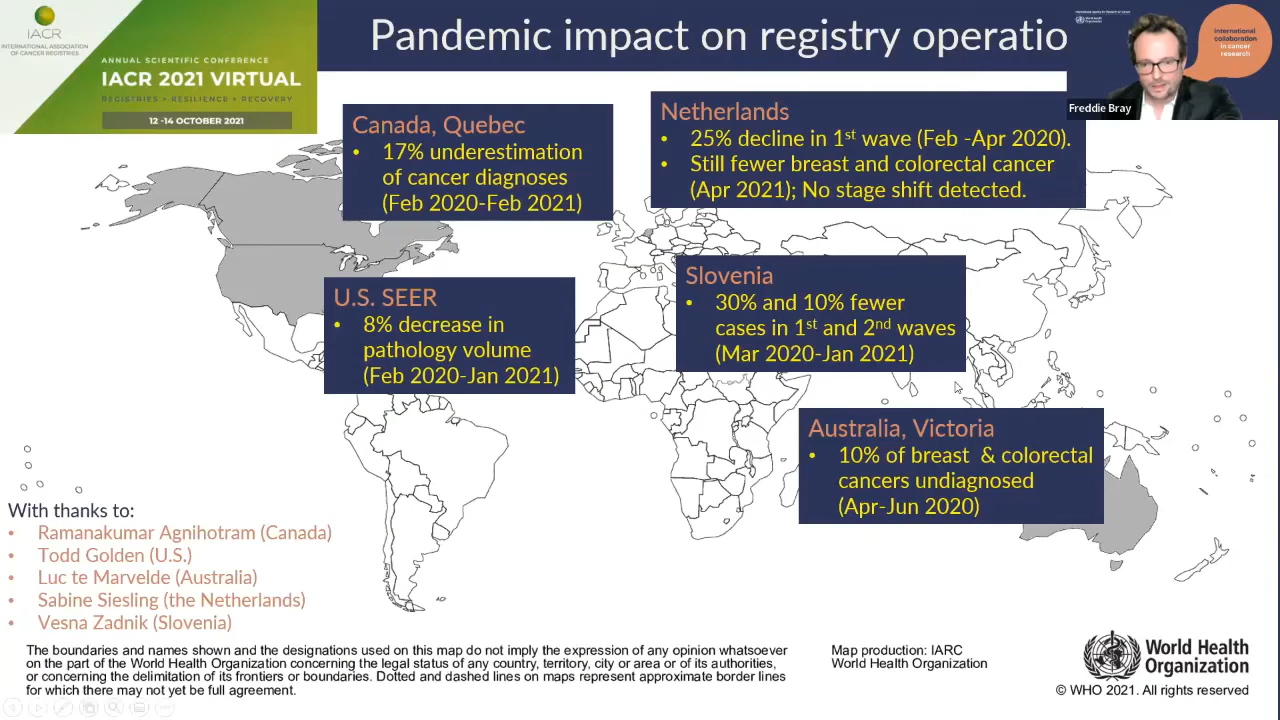 IACR
INTERNATIONAL ASSOCIATION
OF CANCER REGISTRIES
ANNUAL SCIENTIFIC CONFERENCE
IACR 2021 VIRTUAL
REGISTRIES • RESILIENCE • RECOVERY
12 -14 OCTOBER 2021
Pandemic impact on registry operatio
World Health
Organization
international
collaboration
in cancer
research
Freddie Bray
Canada, Quebec
• 17% underestimation
of cancer diagnoses
(Feb 2020-Feb 2021)
Netherlands
• 25% decline in 1st wave (Feb -Apr 2020).
• Still fewer breast and colorectal cancer
(Apr 2021); No stage shift detected.
U.S. SEER
• 8% decrease in
pathology volume
(Feb 2020-Jan 2021)
Slovenia
• 30% and 10% fewer
cases in 1st and 2nd waves
(Mar 2020-Jan 2021)
Australia, Victoria
• 10% of breast & colorectal
cancers undiagnosed
(Apr-Jun 2020)
With thanks to:
• Ramanakumar Agnihotram (Canada)
• Todd Golden (U.S.)
• Luc te Marvelde (Australia)
• Sabine Siesling (the Netherlands)
• Vesna Zadnik (Slovenia)
The boundaries and names shown and the designations used on this map do not imply the expression of any opinion whatsoever
on the part of the World Health Organization concerning the legal status of any country, territory, city or area or of its authorities,
or concerning the delimitation of its frontiers or boundaries. Dotted and dashed lines on maps represent approximate border lines
for which there may not yet be full agreement.
Map production: IARC
World Health Organization
World Health
Organization
© WHO 2021. All rights reserved